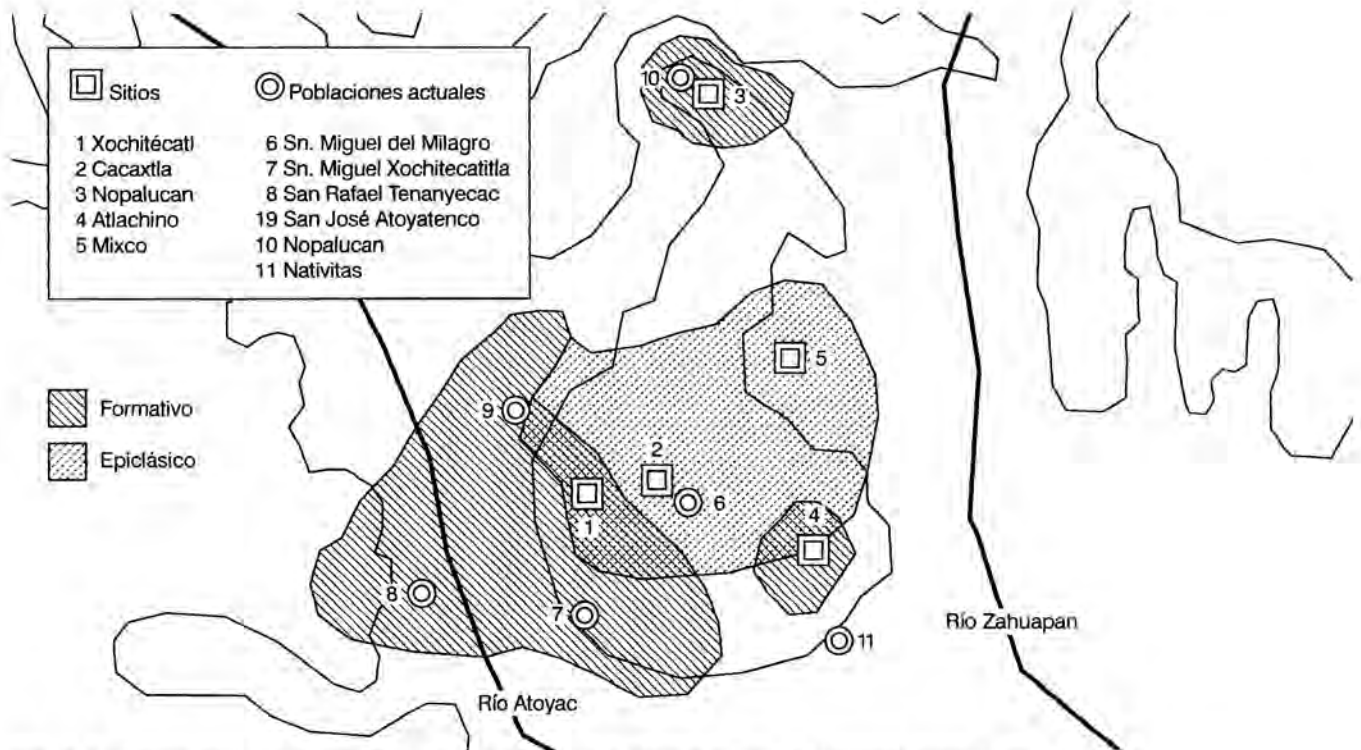 Sitios
1 Xochitécatl
2 Cacaxtla
3 Nopalucan
4 Atlachino
5 Mixco
Poblaciones actuales
6 Sn. Miguel del Milagro
7 Sn. Miguel Xochitecatitla
8 San Rafael Tenanyecac
19 San José Atoyatenco
10 Nopalucan
11 Nativitas
10
3
5
Formativo
Epiclásico
9
2
6
1
4
8
7
11
Río Zahuapan
Río Atoyac